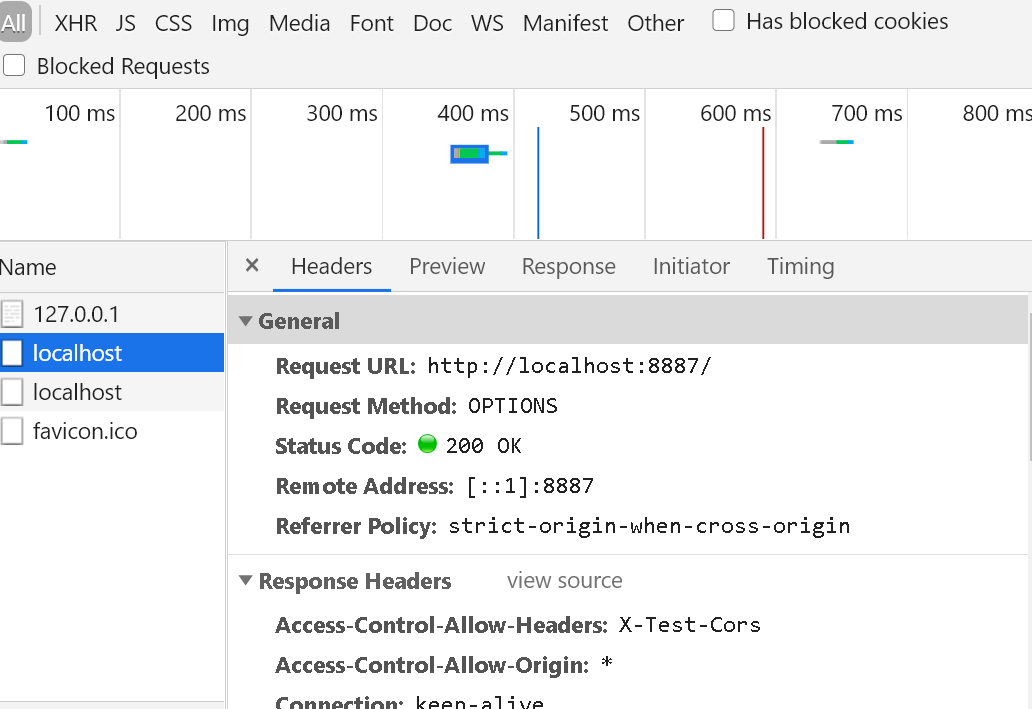 All XHR JS CSS Img Media Font Doc WS Manifest Other Has blocked cookies
Blocked Requests
100 ms 200 ms 300 ms 400 ms 500 ms 600 ms 700 ms 800 ms
Name
127.0.0.1
localhost
localhost
favicon.ico
× Headers Preview Response Initiator Timing
General
Request URL: http://localhost:8887/
Request Method: OPTIONS
Status Code: 200 OK
Remote Address: [::1]:8887
Referrer Policy: strict-origin-when-cross-origin
Response Headers view source
Access-Control-Allow-Headers: X-Test-Cors
Access-Control-Allow-Origin: *
Connection: keep-alive